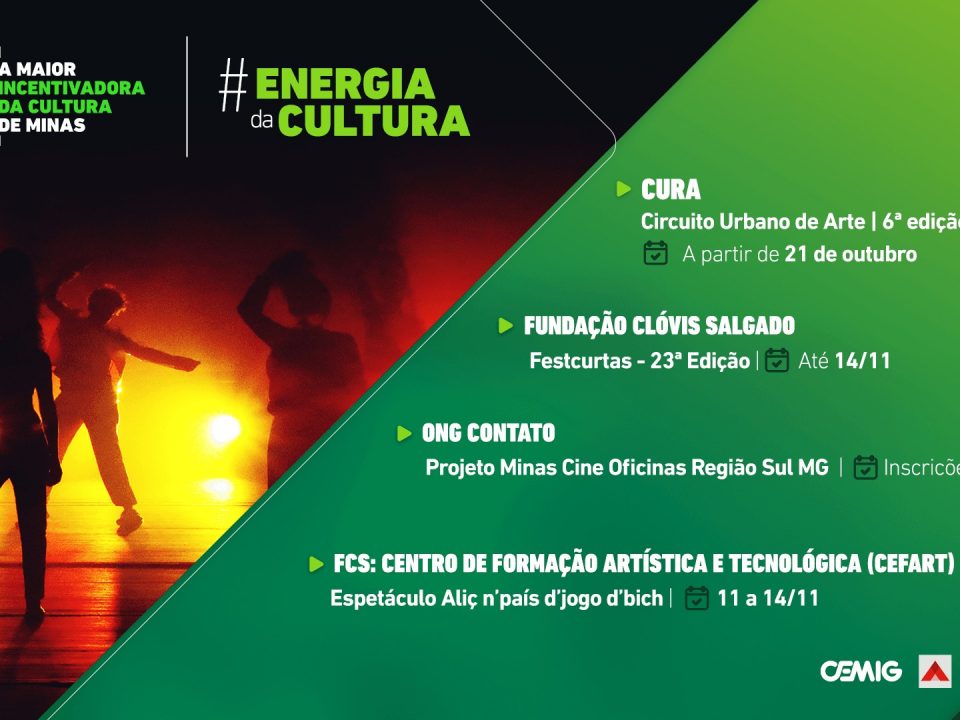 A MAIOR
INCENTIVADORA
DA CULTURA
DE MINAS
#ENERGIA
da CULTURA
CURA
Circuito Urbano de Arte | 6ª ediçã
A partir de 21 de outubro
FUNDAÇÃO CLÓVIS SALGADO
Festcurtas - 23ª Edição | Até 14/11
ONG CONTATO
Projeto Minas Cine Oficinas Região Sul MG | Inscriçõe
FCS: CENTRO DE FORMAÇÃO ARTÍSTICA E TECNOLÓGICA (CEFART)
Espetáculo Aliç n'país d'jogo d'bich | 11 a 14/11
CEMIG